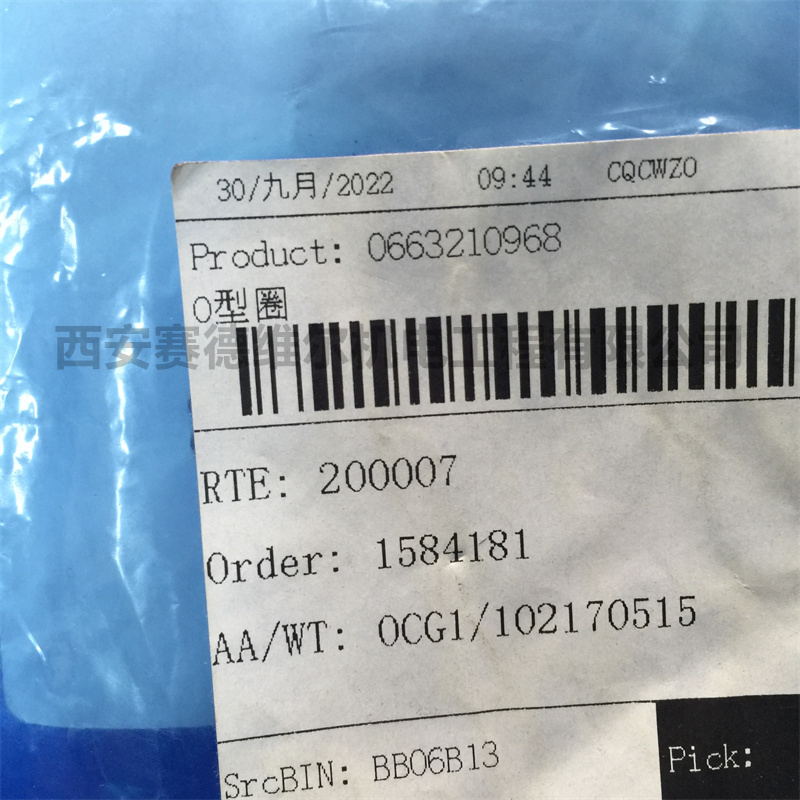 30/九月/2022 09:44 CQCWZO
Product: 0663210968
O型圈
西安赛德维尔机电工程有限公司
RTE: 200007
Order: 1584181
AA/WT: OCG1/102170515
SrcBIN: BB06B13 Pick: